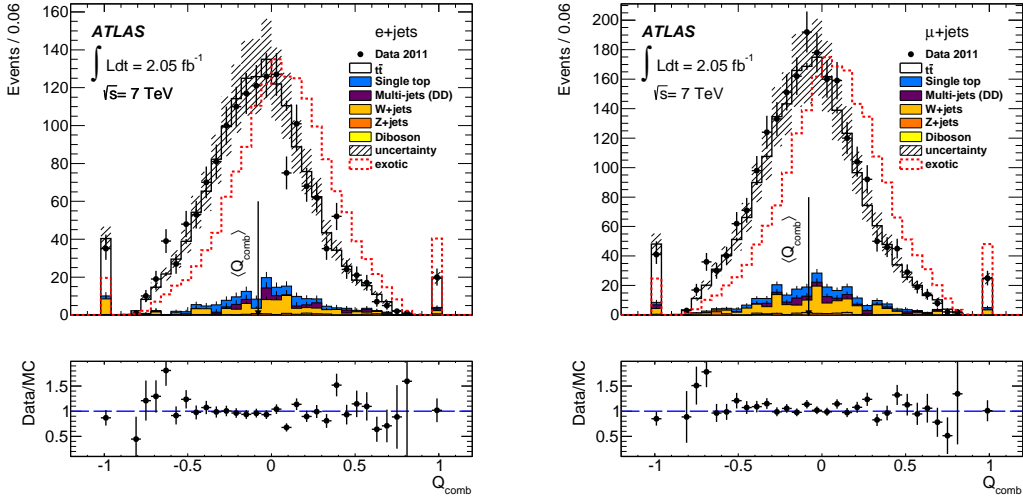 Events / 0.06
160
140
120
100
80
60
40
20
0
ATLAS
∫ Ldt = 2.05 fb⁻¹
√s= 7 TeV
e+jets
Data 2011
tt̄
Single top
Multi-jets (DD)
W+jets
Z+jets
Diboson
uncertainty
exotic
⟨Q_comb⟩
Data/MC
1.5
1
0.5
-1 -0.5 0 0.5 1
Q_comb
Events / 0.06
200
180
160
140
120
100
80
60
40
20
0
ATLAS
∫ Ldt = 2.05 fb⁻¹
√s= 7 TeV
μ+jets
Data 2011
tt̄
Single top
Multi-jets (DD)
W+jets
Z+jets
Diboson
uncertainty
exotic
⟨Q_comb⟩
Data/MC
1.5
1
0.5
-1 -0.5 0 0.5 1
Q_comb